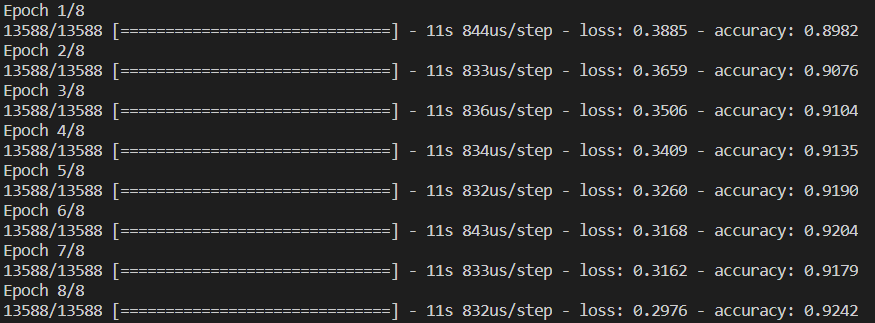 Epoch 1/8
13588/13588 [==============================] - 11s 844us/step - loss: 0.3885 - accuracy: 0.8982
Epoch 2/8
13588/13588 [==============================] - 11s 833us/step - loss: 0.3659 - accuracy: 0.9076
Epoch 3/8
13588/13588 [==============================] - 11s 836us/step - loss: 0.3506 - accuracy: 0.9104
Epoch 4/8
13588/13588 [==============================] - 11s 834us/step - loss: 0.3409 - accuracy: 0.9135
Epoch 5/8
13588/13588 [==============================] - 11s 832us/step - loss: 0.3260 - accuracy: 0.9190
Epoch 6/8
13588/13588 [==============================] - 11s 843us/step - loss: 0.3168 - accuracy: 0.9204
Epoch 7/8
13588/13588 [==============================] - 11s 833us/step - loss: 0.3162 - accuracy: 0.9179
Epoch 8/8
13588/13588 [==============================] - 11s 832us/step - loss: 0.2976 - accuracy: 0.9242